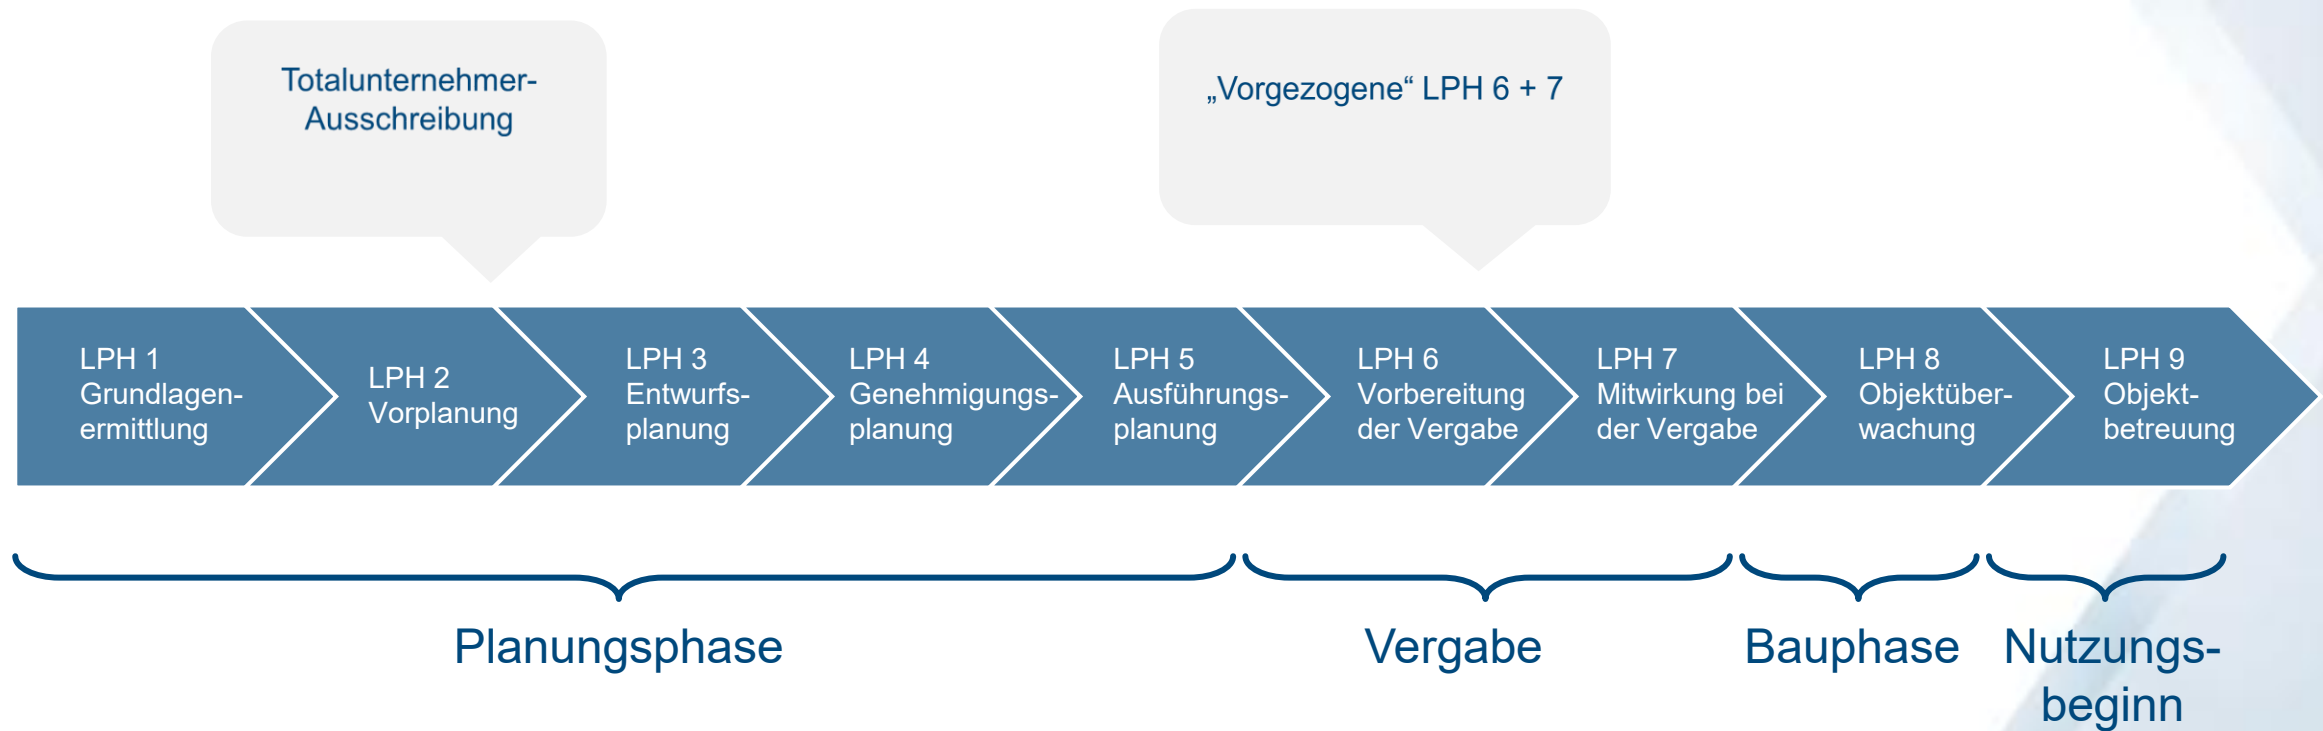 Totalunternehmer-
Ausschreibung
„Vorgezogene“ LPH 6 + 7
LPH 1
Grundlagen-
ermittlung
LPH 2
Vorplanung
LPH 3
Entwurfs-
planung
LPH 4
Genehmigungs-
planung
LPH 5
Ausführungs-
planung
LPH 6
Vorbereitung
der Vergabe
LPH 7
Mitwirkung bei
der Vergabe
LPH 8
Objektüber-
wachung
LPH 9
Objekt-
betreuung
Planungsphase
Vergabe
Bauphase
Nutzungs-
beginn